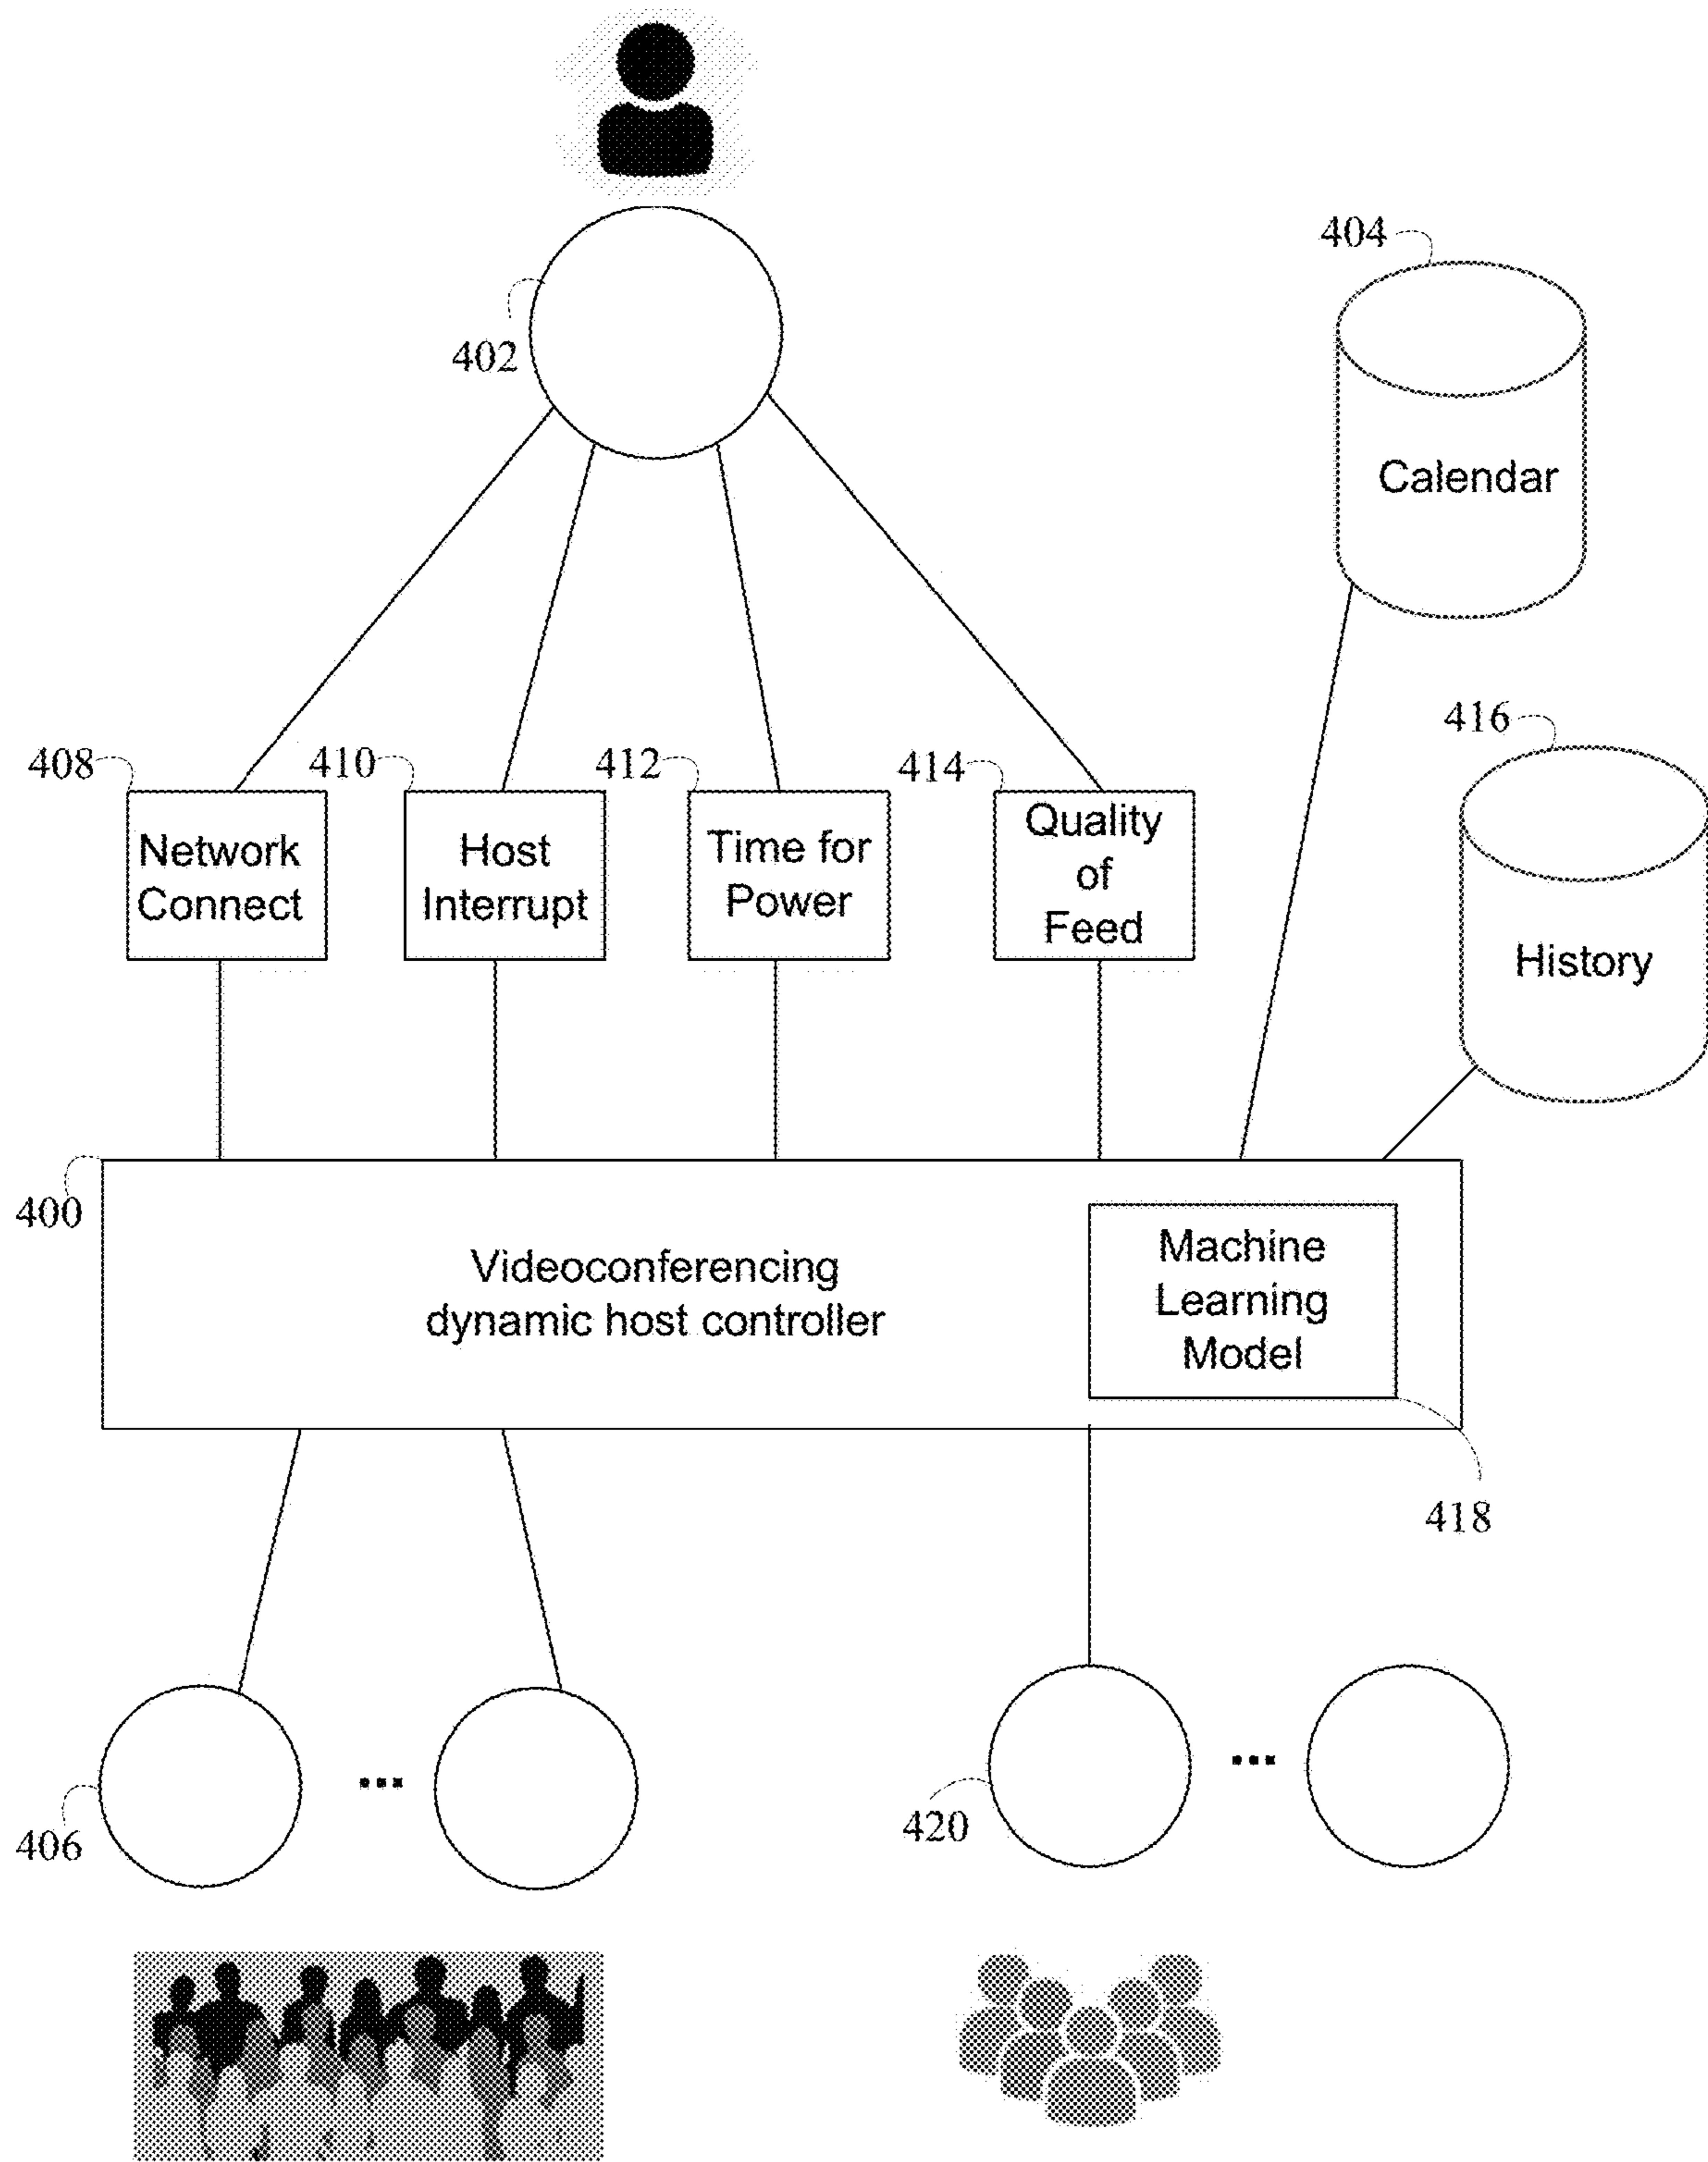 404
402
Calendar
416
408
410
412
414
Network
Connect
Host
Interrupt
Time for
Power
Quality
of
Feed
History
400
Videoconferencing
dynamic host controller
Machine
Learning
Model
418
406
...
420
...